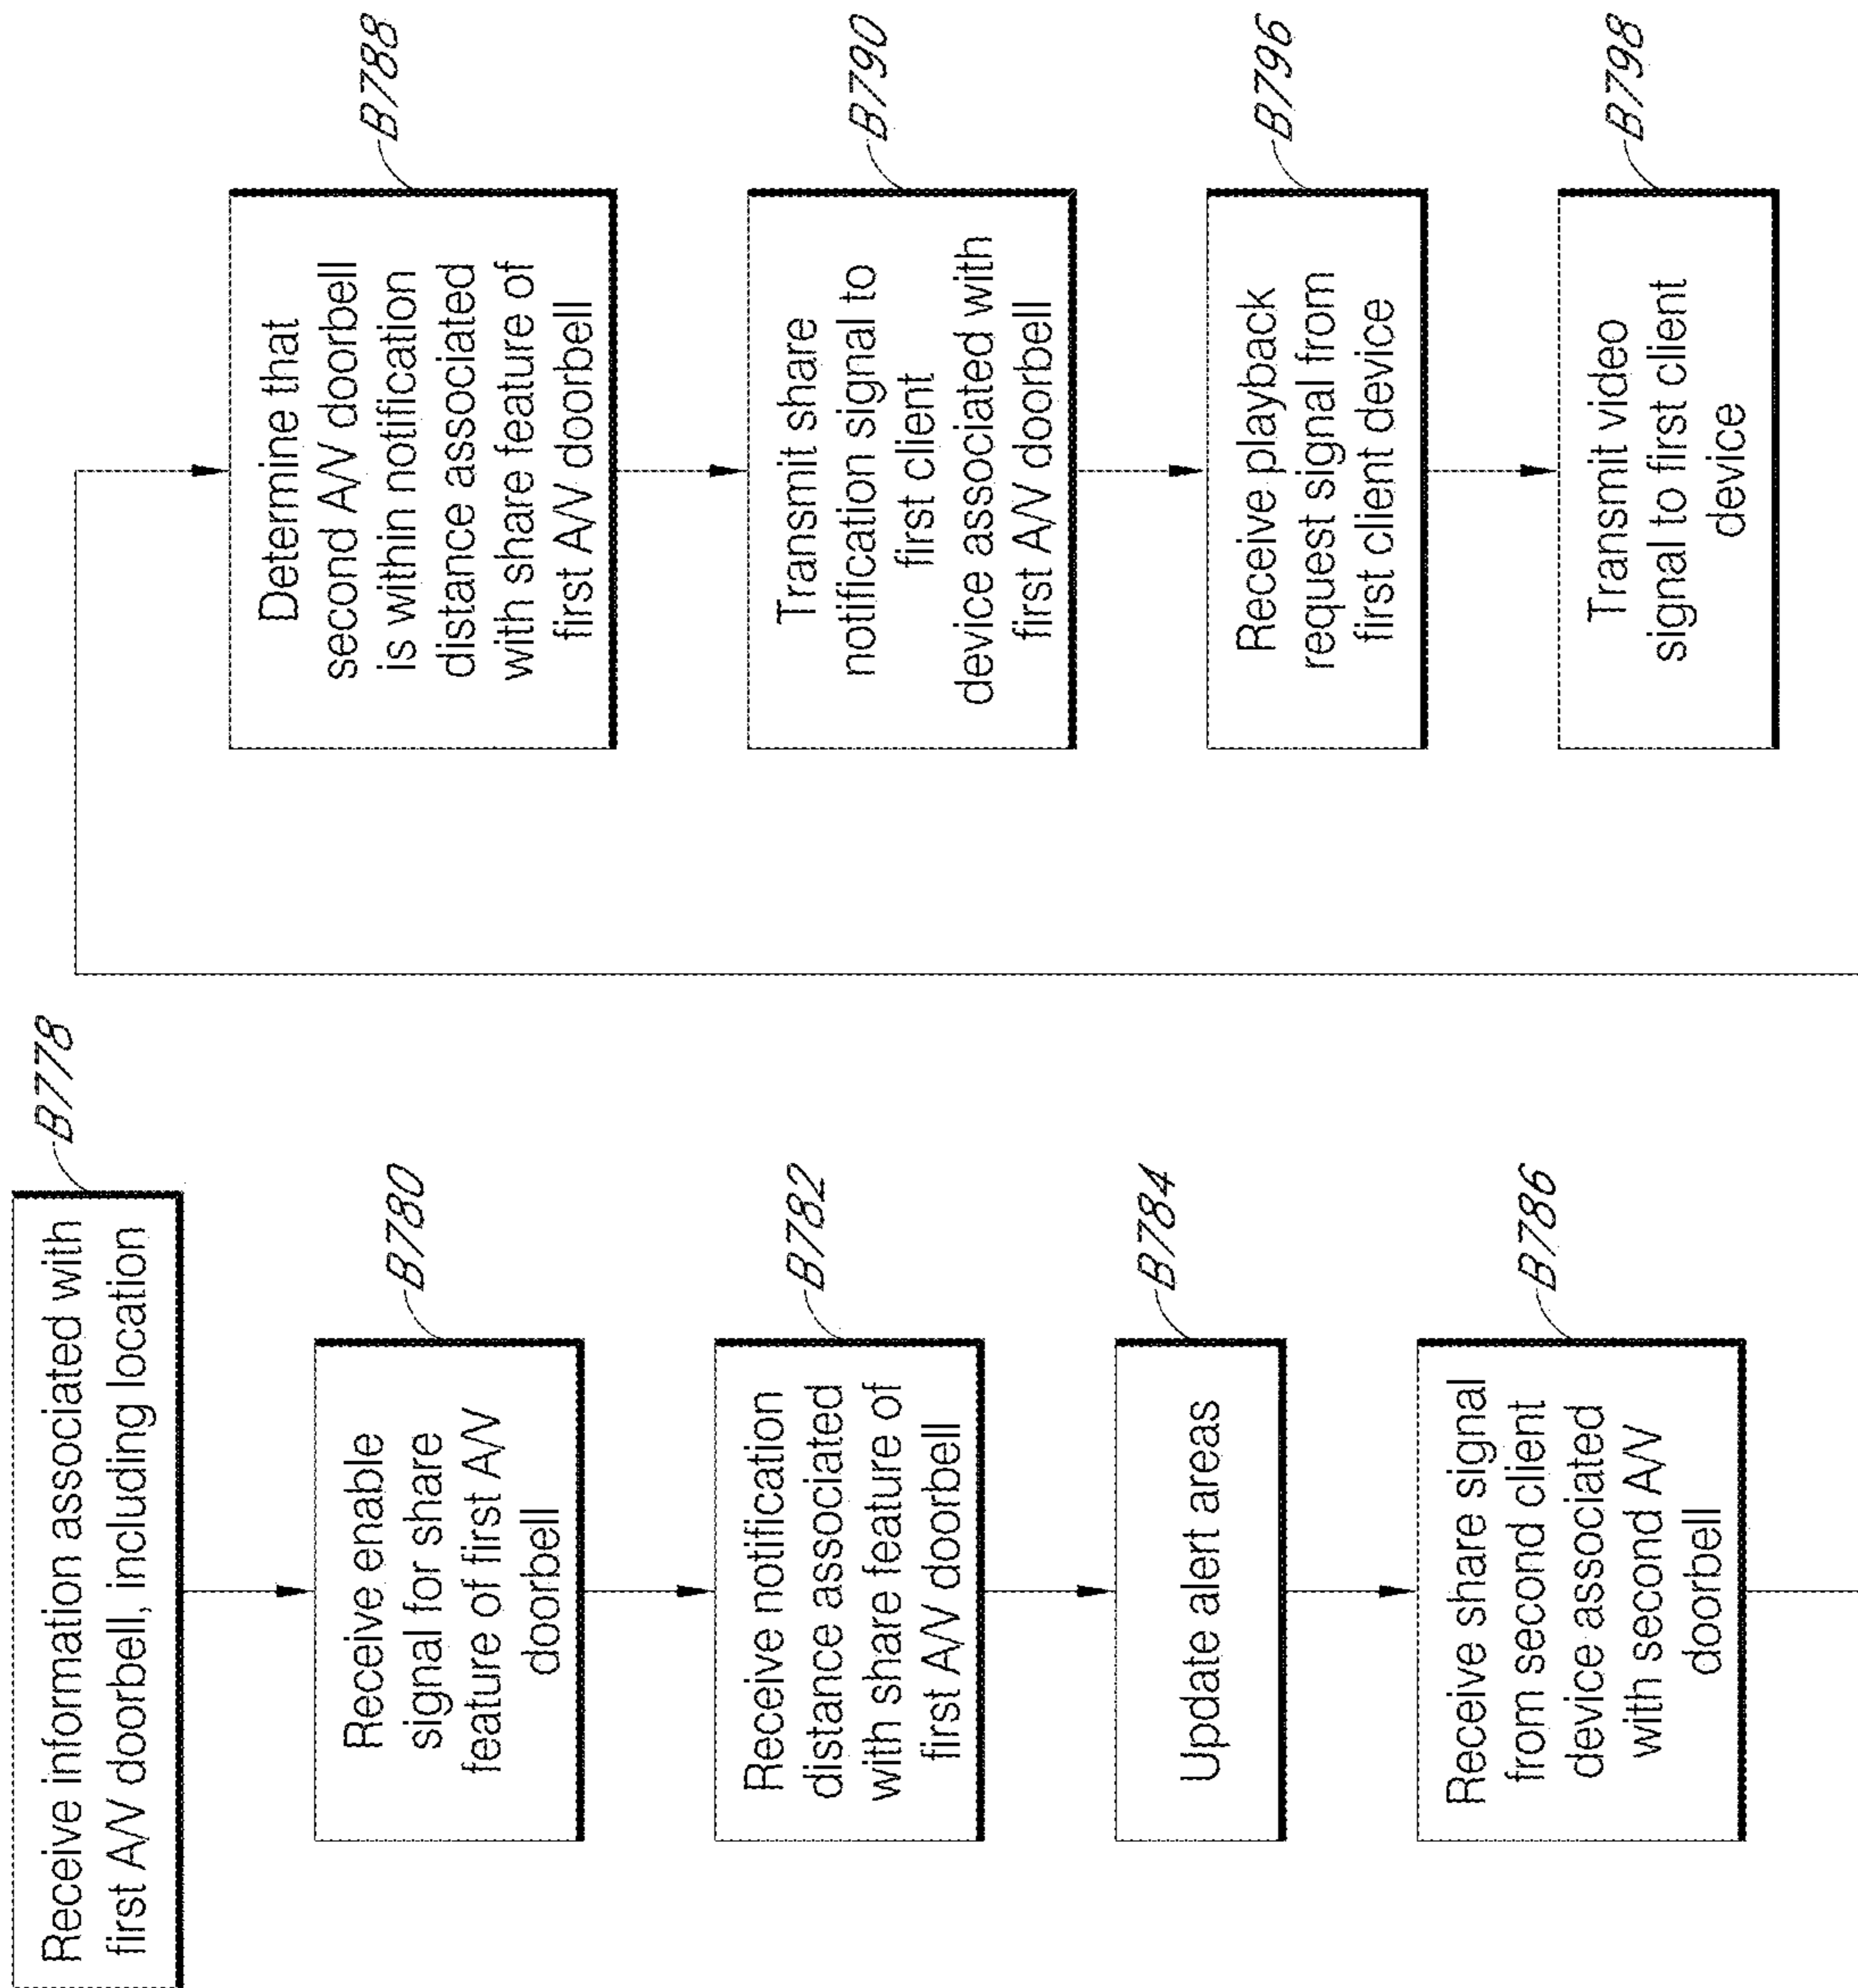 Receive information associated with
first A/V doorbell, including location
B778
Receive enable
signal for share
feature of first A/V
doorbell
B780
Receive notification
distance associated
with share feature of
first A/V doorbell
B782
Update alert areas
B784
Receive share signal
from second client
device associated
with second A/V
doorbell
B786
Determine that
second A/V doorbell
is within notification
distance associated
with share feature of
first A/V doorbell
B788
Transmit share
notification signal to
first client
device associated with
first A/V doorbell
B790
Receive playback
request signal from
first client device
B796
Transmit video
signal to first client
device
B798